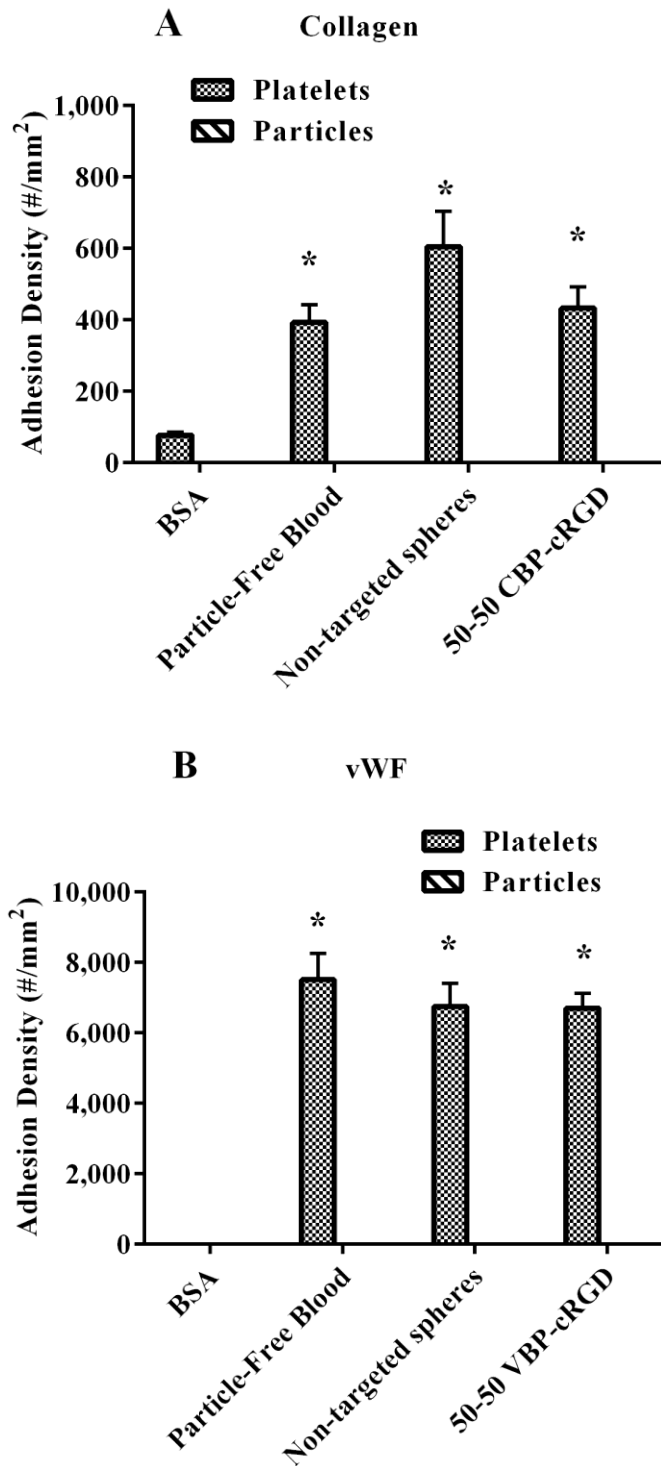 A Collagen
Platelets
Particles
1,000
800
600
400
200
0
Adhesion Density (#/mm²)
*
*
*
BSA
Particle-Free Blood
Non-targeted spheres
50-50 CBP-cRGD
B vWF
Platelets
Particles
10,000
8,000
6,000
4,000
2,000
0
Adhesion Density (#/mm²)
*
*
*
BSA
Particle-Free Blood
Non-targeted spheres
50-50 VBP-cRGD